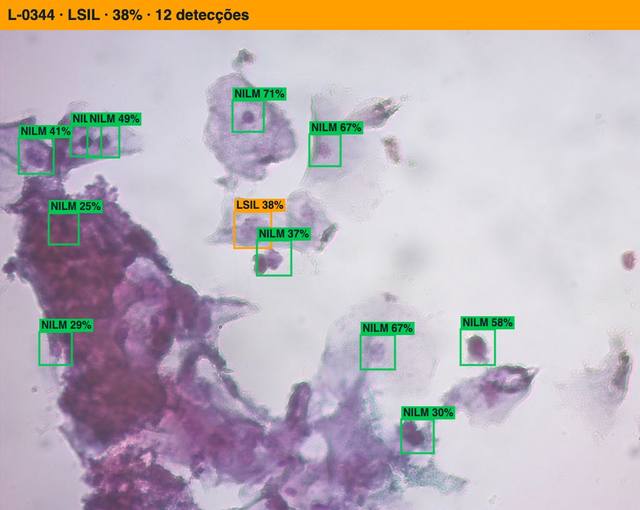 L-0344 · LSIL · 38% · 12 detecções
NILM 71%
NIL
NILM 49%
NILM 41%
NILM 67%
LSIL 38%
NILM 25%
NILM 37%
NILM 58%
NILM 29%
NILM 67%
NILM 30%